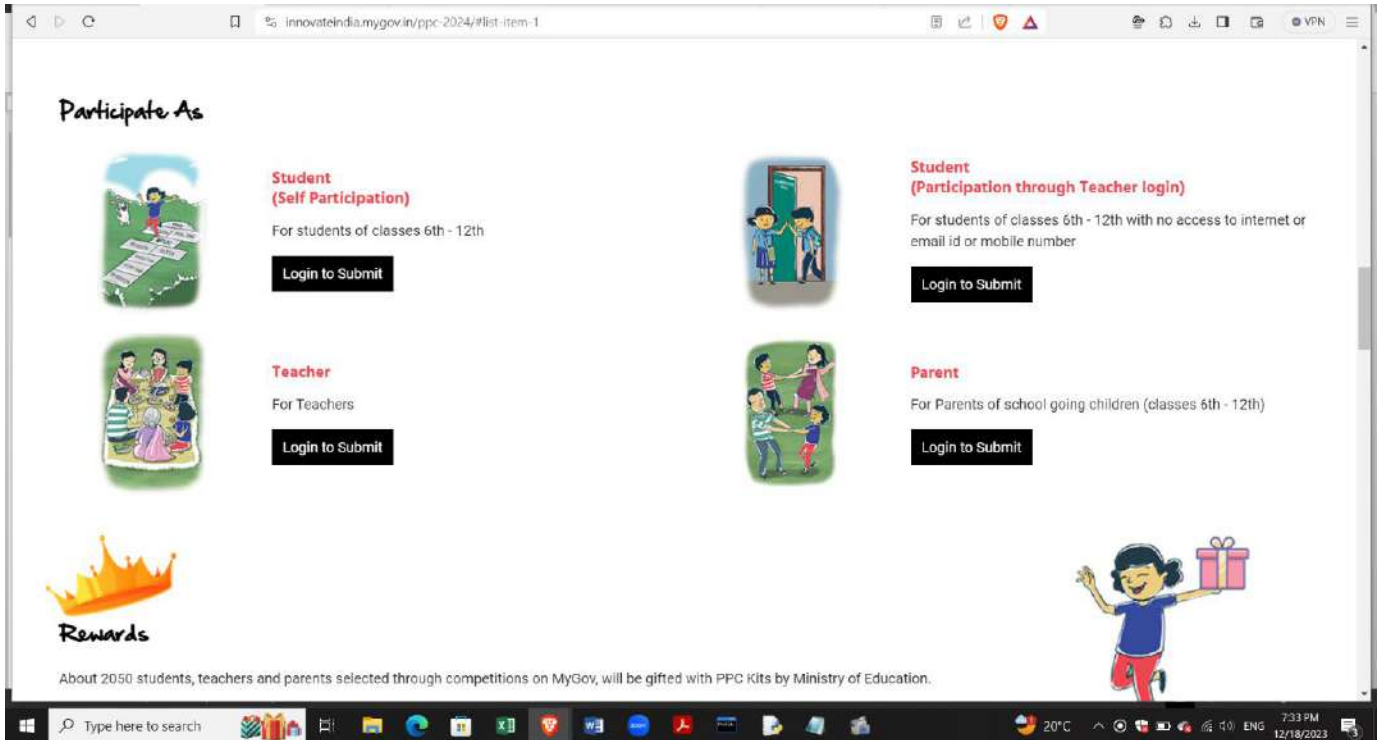 innovateindia.mygov.in/ppc-2024/#list-item-1
VPN
Participate As
Student
(Self Participation)
For students of classes 6th - 12th
Login to Submit
Student
(Participation through Teacher login)
For students of classes 6th - 12th with no access to internet or
email id or mobile number
Login to Submit
Teacher
For Teachers
Login to Submit
Parent
For Parents of school going children (classes 6th - 12th)
Login to Submit
Rewards
About 2050 students, teachers and parents selected through competitions on MyGov, will be gifted with PPC Kits by Ministry of Education.
Type here to search
20°C
ENG
7:33 PM
12/18/2023